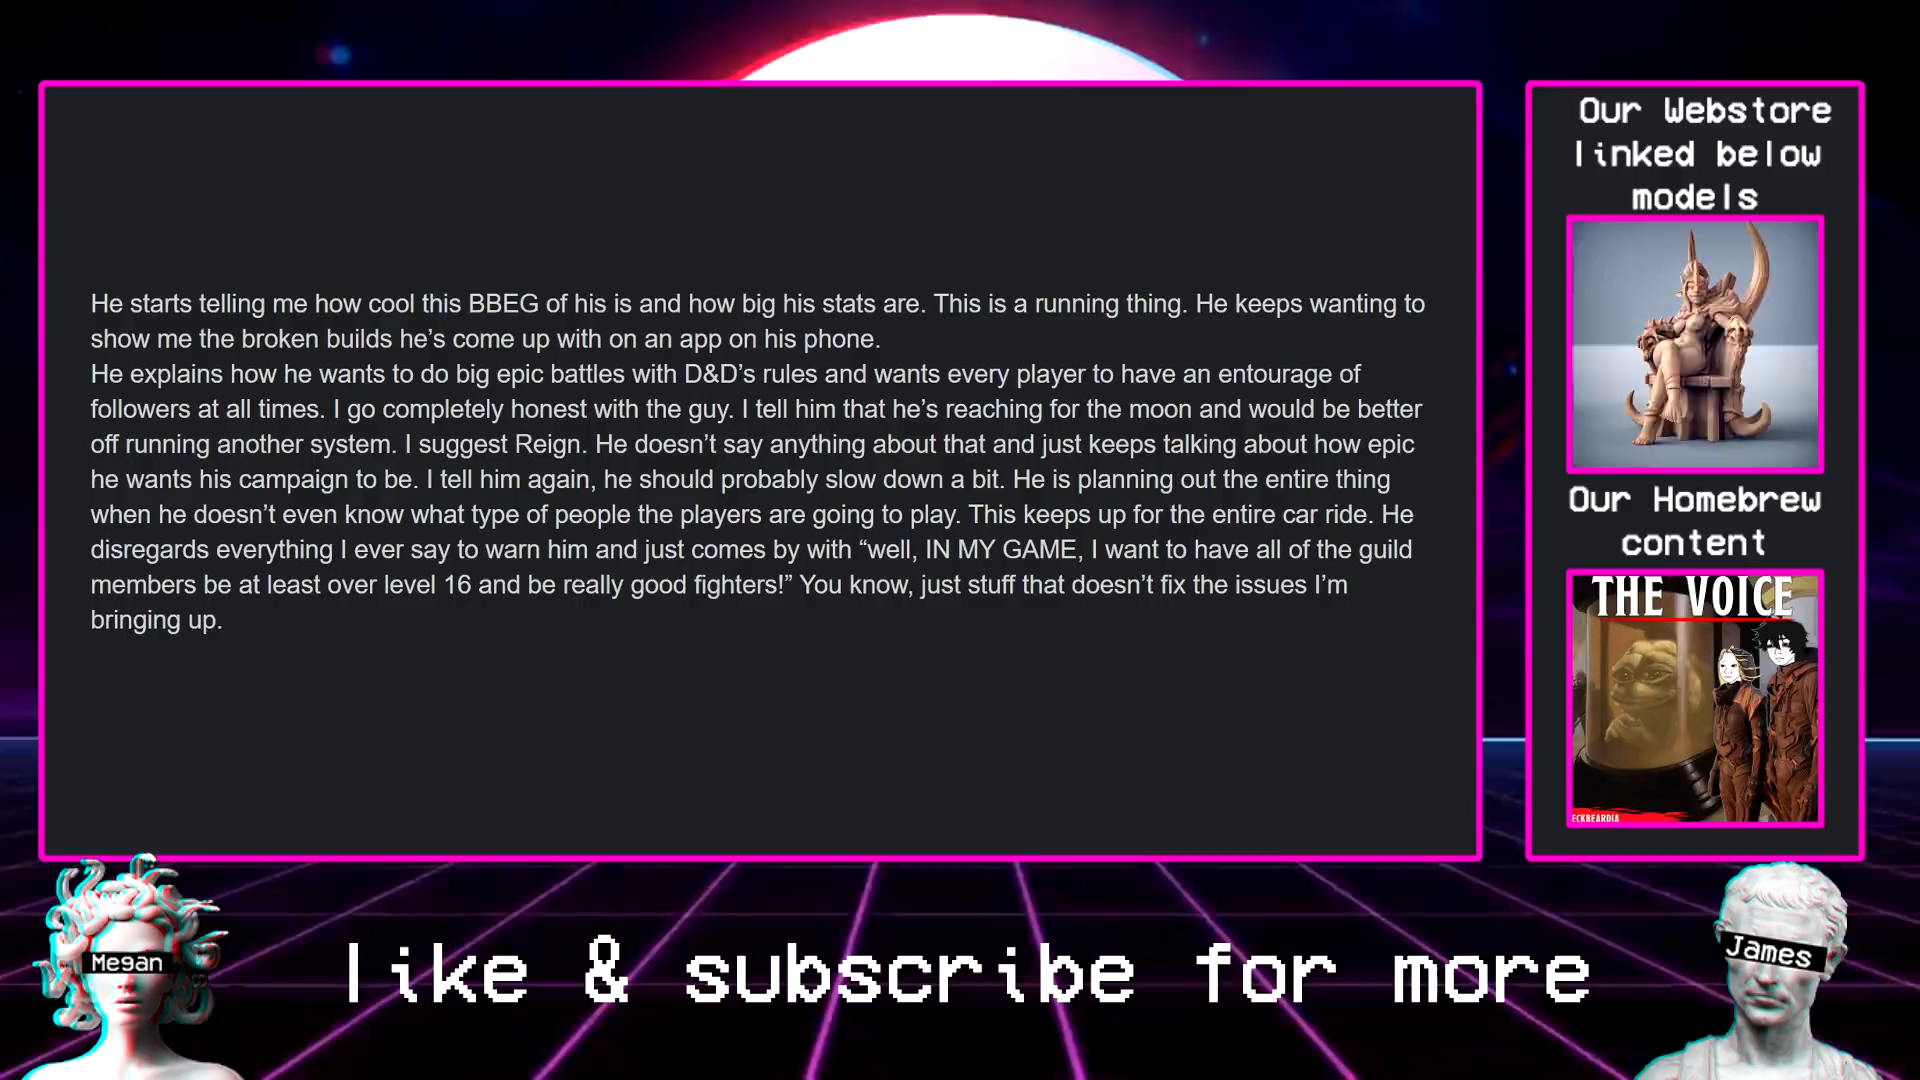 He starts telling me how cool this BBEG of his is and how big his stats are. This is a running thing. He keeps wanting to
show me the broken builds he’s come up with on an app on his phone.
He explains how he wants to do big epic battles with D&D’s rules and wants every player to have an entourage of
followers at all times. I go completely honest with the guy. I tell him that he’s reaching for the moon and would be better
off running another system. I suggest Reign. He doesn’t say anything about that and just keeps talking about how epic
he wants his campaign to be. I tell him again, he should probably slow down a bit. He is planning out the entire thing
when he doesn’t even know what type of people the players are going to play. This keeps up for the entire car ride. He
disregards everything I ever say to warn him and just comes by with “well, IN MY GAME, I want to have all of the guild
members be at least over level 16 and be really good fighters!” You know, just stuff that doesn’t fix the issues I’m
bringing up.
Our Webstore
linked below
models
Our Homebrew
content
THE VOICE
ECKBEARDIA
Megan
like & subscribe for more
James